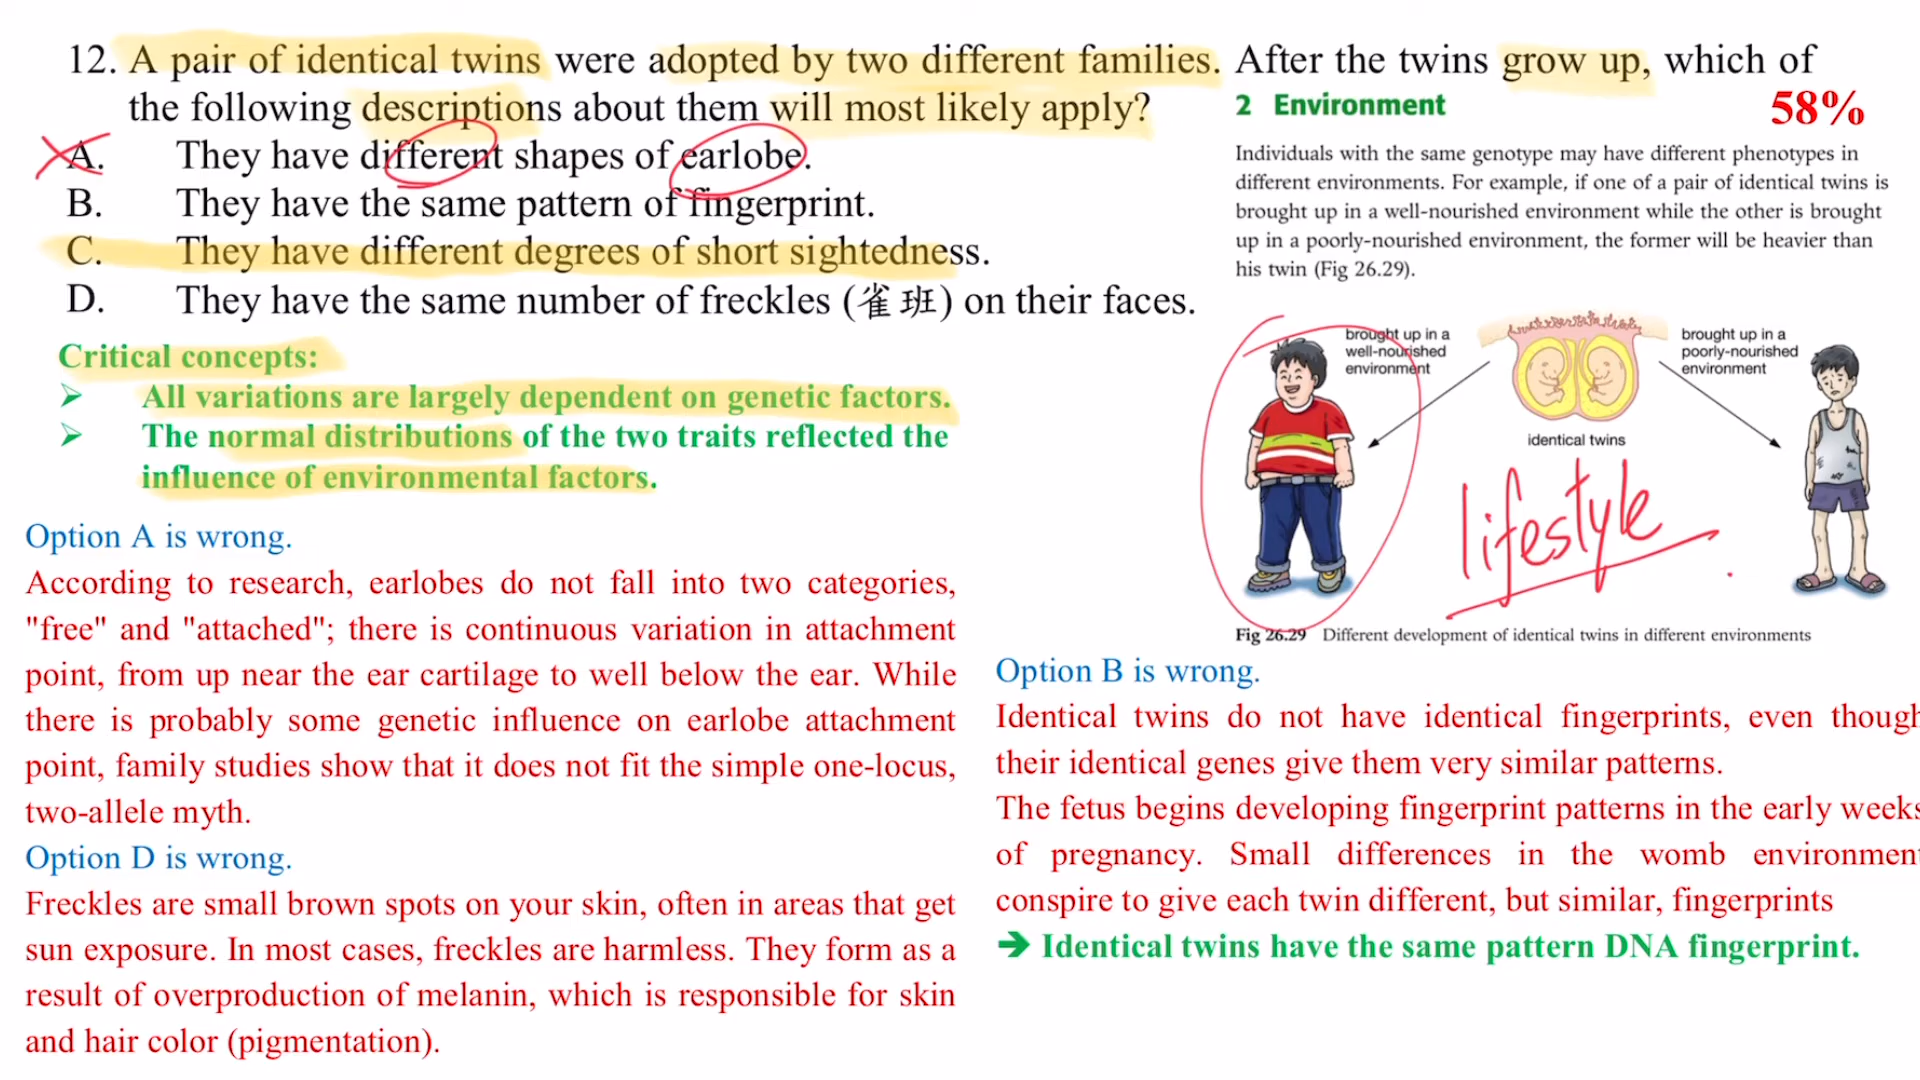 12. A pair of identical twins were adopted by two different families. After the twins grow up, which of
the following descriptions about them will most likely apply?
A. They have different shapes of earlobe.
B. They have the same pattern of fingerprint.
C. They have different degrees of short sightedness.
D. They have the same number of freckles (雀班) on their faces.
58%
2 Environment
Individuals with the same genotype may have different phenotypes in
different environments. For example, if one of a pair of identical twins is
brought up in a well-nourished environment while the other is brought
up in a poorly-nourished environment, the former will be heavier than
his twin (Fig 26.29).
brought up in a
well-nourished
environment
identical twins
brought up in a
poorly-nourished
environment
lifestyle
Fig 26.29 Different development of identical twins in different environments
Critical concepts:
➢ All variations are largely dependent on genetic factors.
➢ The normal distributions of the two traits reflected the
influence of environmental factors.
Option A is wrong.
According to research, earlobes do not fall into two categories,
"free" and "attached"; there is continuous variation in attachment
point, from up near the ear cartilage to well below the ear. While
there is probably some genetic influence on earlobe attachment
point, family studies show that it does not fit the simple one-locus,
two-allele myth.
Option D is wrong.
Freckles are small brown spots on your skin, often in areas that get
sun exposure. In most cases, freckles are harmless. They form as a
result of overproduction of melanin, which is responsible for skin
and hair color (pigmentation).
Option B is wrong.
Identical twins do not have identical fingerprints, even though
their identical genes give them very similar patterns.
The fetus begins developing fingerprint patterns in the early weeks
of pregnancy. Small differences in the womb environment
conspire to give each twin different, but similar, fingerprints
➔ Identical twins have the same pattern DNA fingerprint.